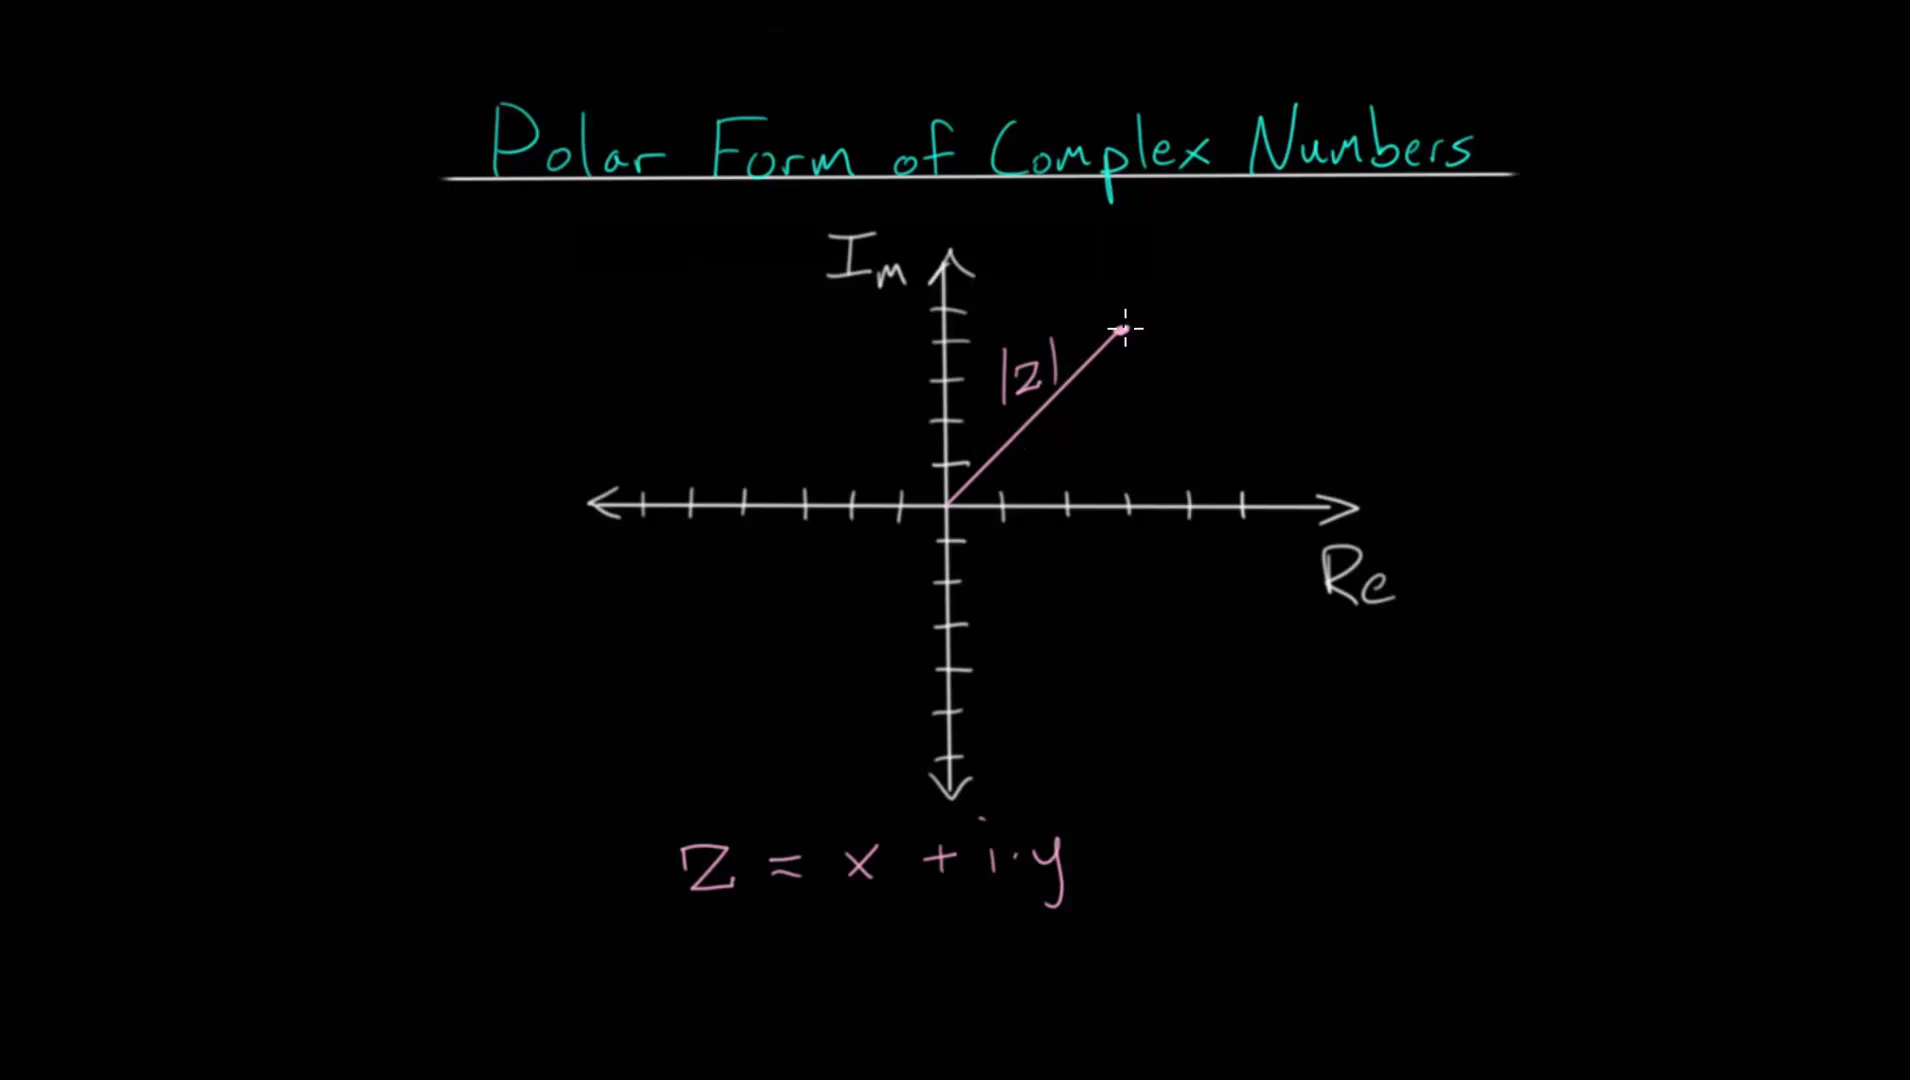 Polar Form of Complex Numbers
Im
|z|
Re
z = x + i·y